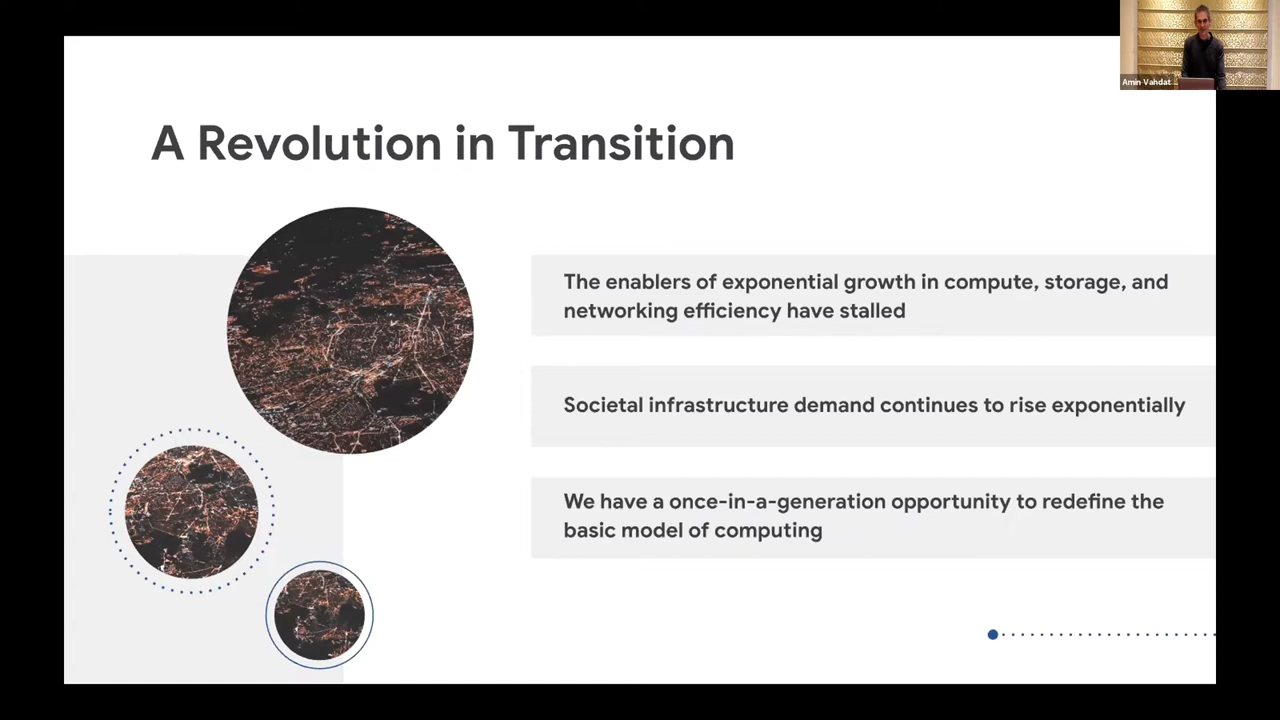 Amin Vahdat
A Revolution in Transition
The enablers of exponential growth in compute, storage, and
networking efficiency have stalled
Societal infrastructure demand continues to rise exponentially
We have a once-in-a-generation opportunity to redefine the
basic model of computing